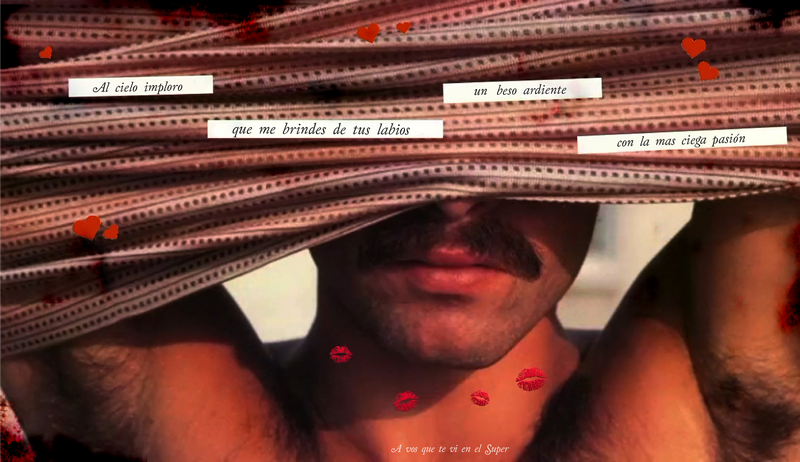 Al cielo imploro
un beso ardiente
que me brindes de tus labios
con la mas ciega pasión
A vos que te vi en el Super